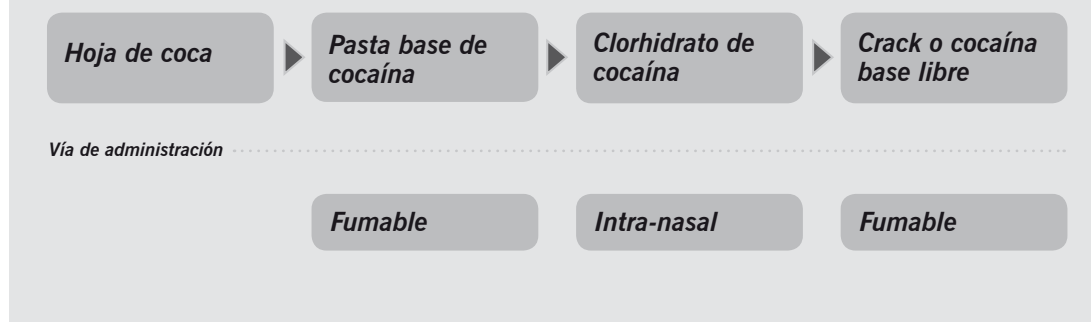 Hoja de coca
Pasta base de
cocaína
Clorhidrato de
cocaína
Crack o cocaína
base libre
Vía de administración
Fumable
Intra-nasal
Fumable